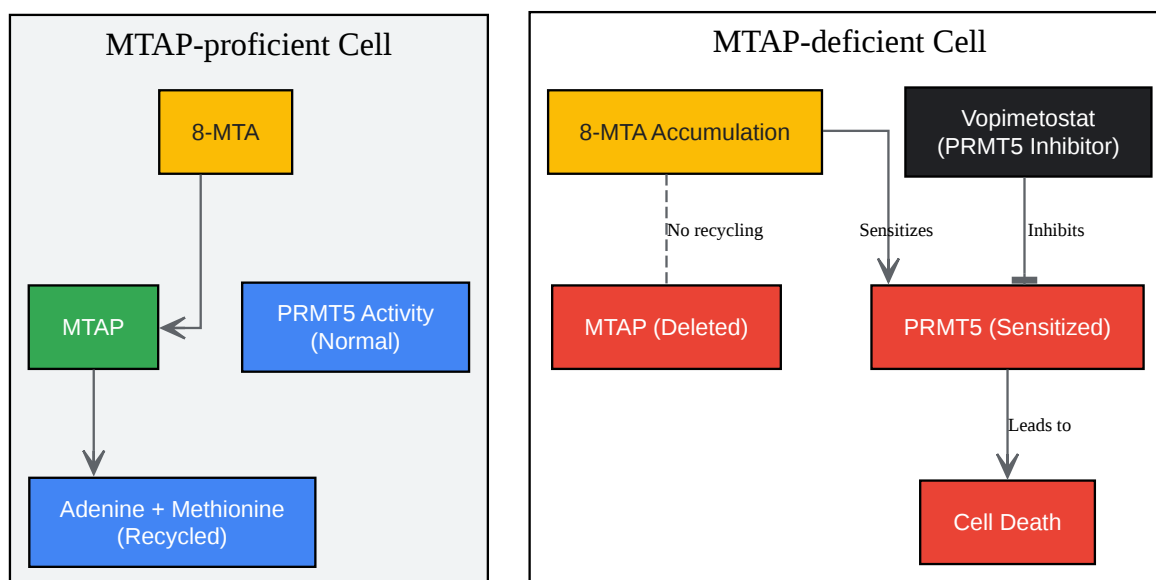 MTAP-proficient Cell
8-MTA
MTAP
PRMT5 Activity
(Normal)
Adenine + Methionine
(Recycled)
MTAP-deficient Cell
8-MTA Accumulation
Vopimetostat
(PRMT5 Inhibitor)
No recycling
Sensitizes
Inhibits
MTAP (Deleted)
PRMT5 (Sensitized)
Leads to
Cell Death